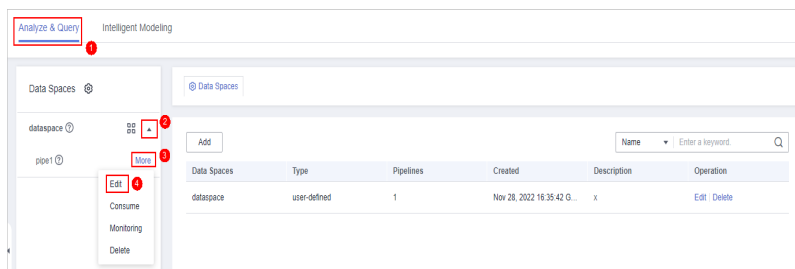 Analyze & Query Intelligent Modeling
1
Data Spaces
Data Spaces
dataspace ? 2
Add Name Enter a keyword.
pipe1 ? More 3
Data Spaces Type Pipelines Created Description Operation
Edit 4
dataspace user-defined 1 Nov 28, 2022 16:35:42 G... x Edit Delete
Consume
Monitoring
Delete